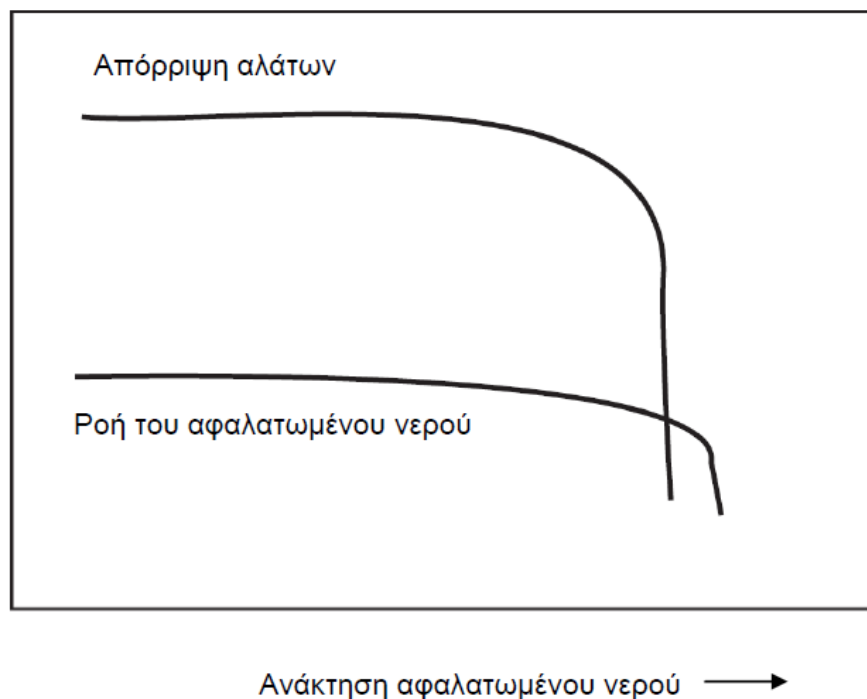 Απόρριψη αλάτων
Ροή του αφαλατωμένου νερού
Ανάκτηση αφαλατωμένου νερού